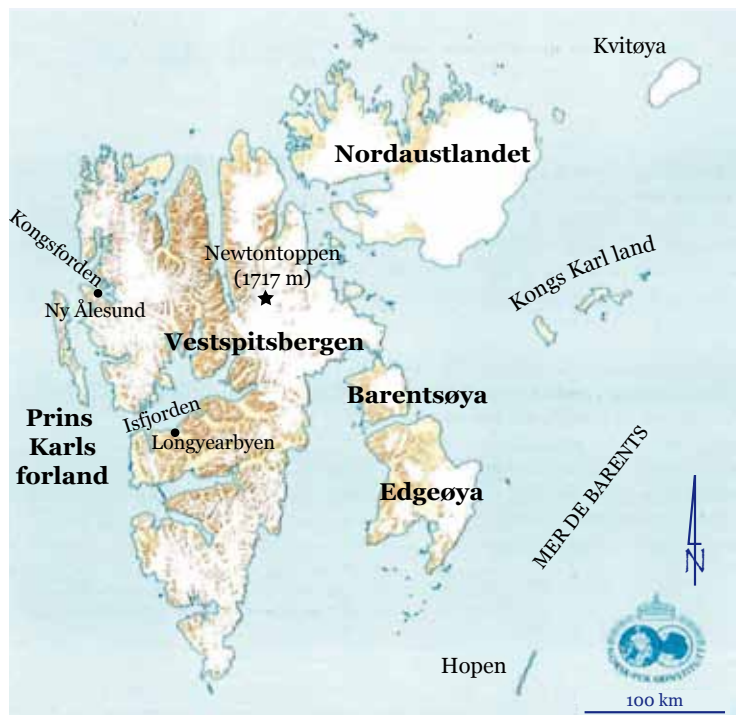 Kvitøya
Nordaustlandet
Kongsforden
Newtontoppen
(1717 m)
Kongs Karl land
Ny Ålesund
Vestspitsbergen
Barentsøya
Prins
Karls
forland
Isfjorden
Longyearbyen
Edgeøya
MER DE BARENTS
N
Hopen
100 km